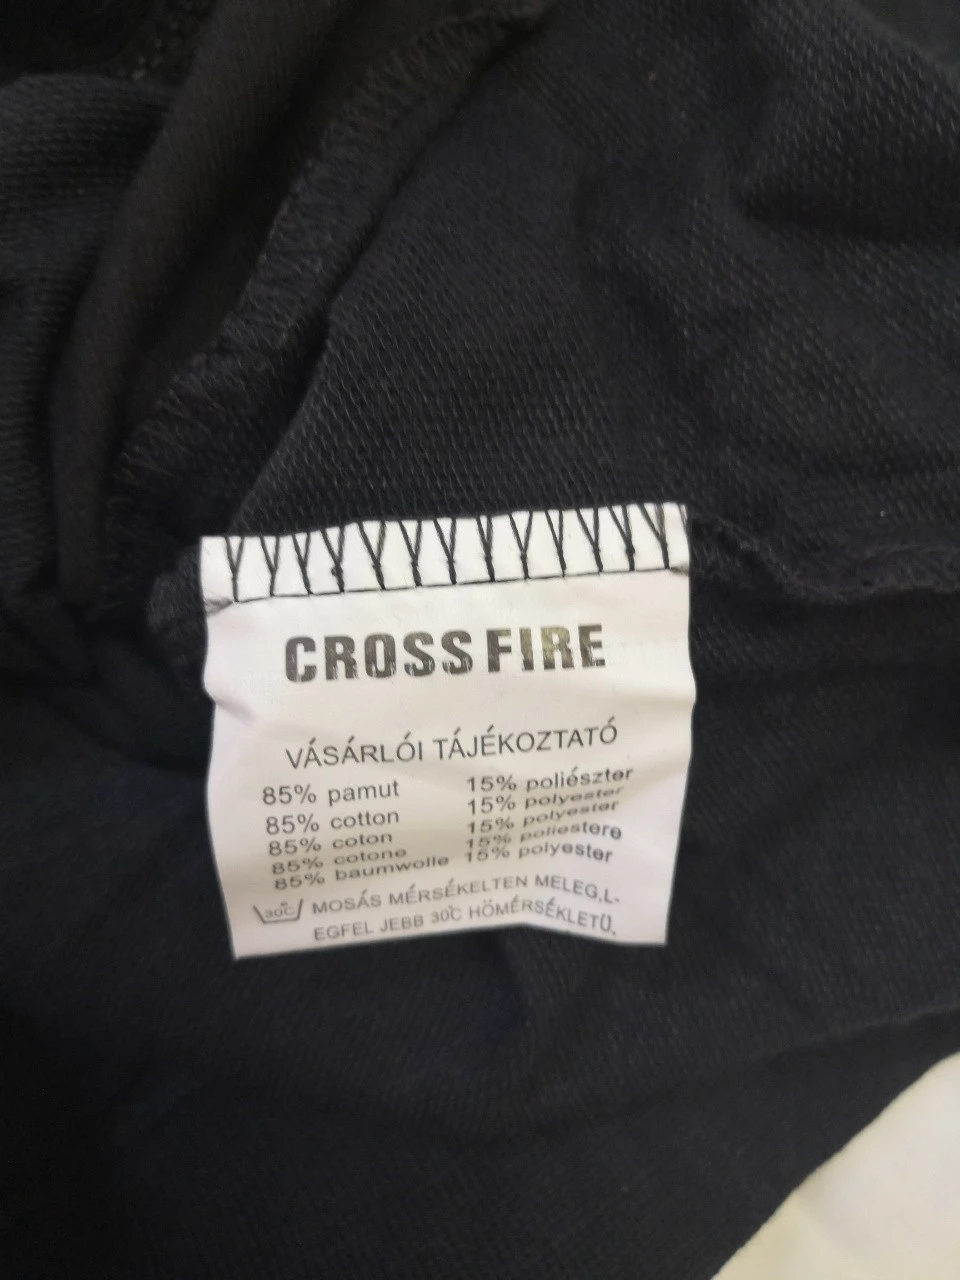 CROSS FIRE
VÁSÁRLÓI TÁJÉKOZTATÓ
85% pamut 15% poliészter
85% cotton 15% polyester
85% coton 15% polyester
85% cotone 15% poliestere
85% baumwolle 15% polyester
30°C MOSÁS MÉRSÉKELTEN MELEG,L-
EGFEL JEBB 30°C HÖMÉRSÉKLETÜ.